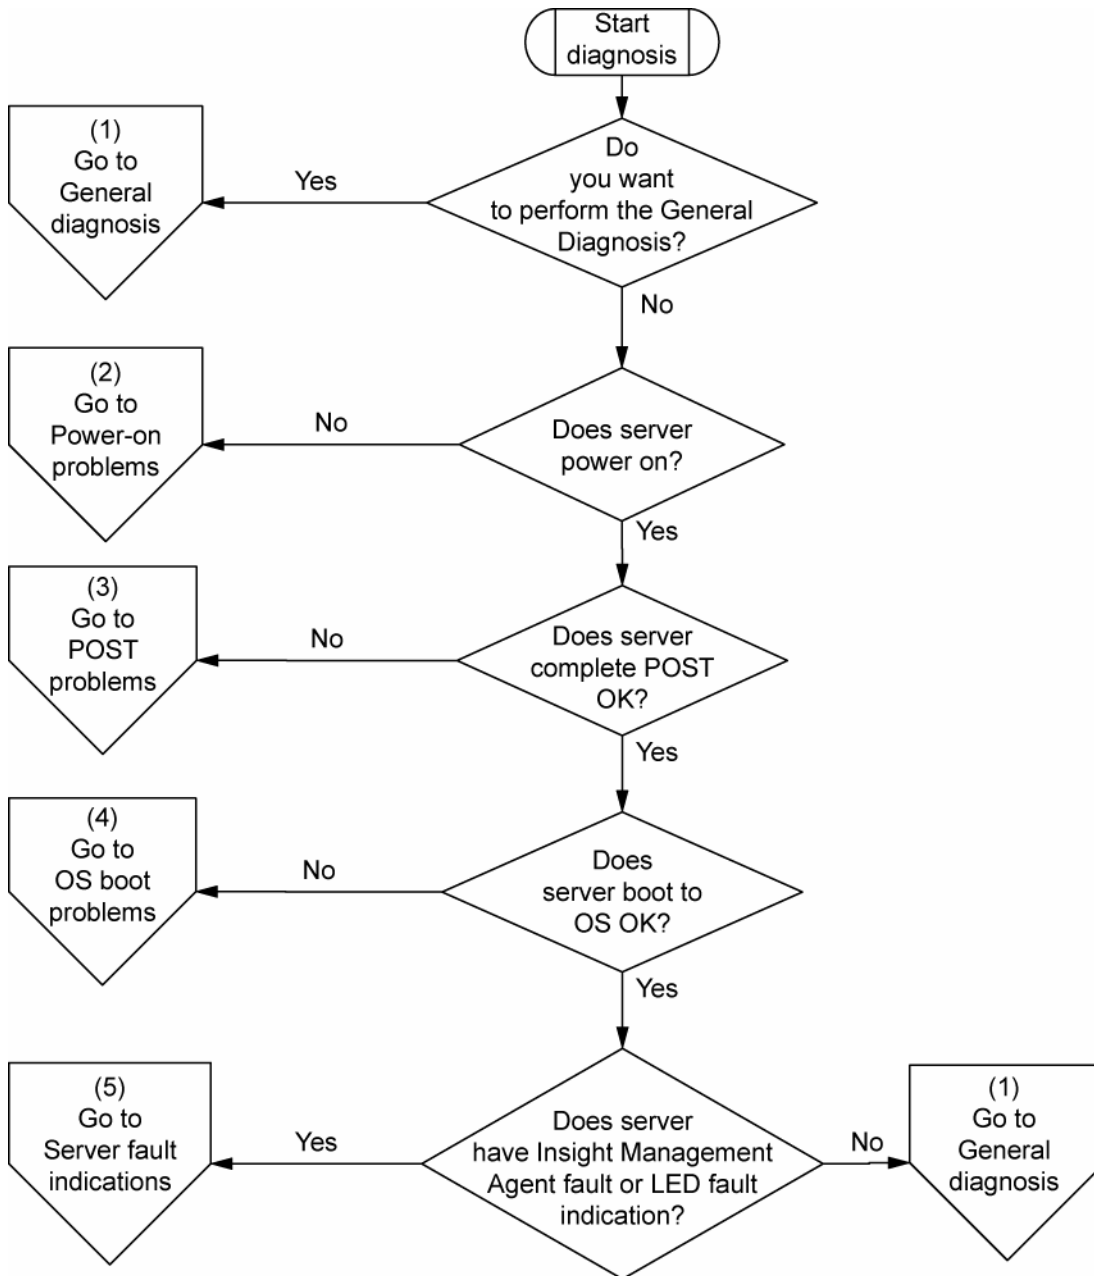 Start
diagnosis
(1)
Go to
General
diagnosis
Yes
Do
you want
to perform the General
Diagnosis?
No
(2)
Go to
Power-on
problems
No
Does server
power on?
Yes
(3)
Go to
POST
problems
No
Does server
complete POST
OK?
Yes
(4)
Go to
OS boot
problems
No
Does
server boot to
OS OK?
Yes
(5)
Go to
Server fault
indications
Yes
Does server
have Insight Management
Agent fault or LED fault
indication?
No
(1)
Go to
General
diagnosis